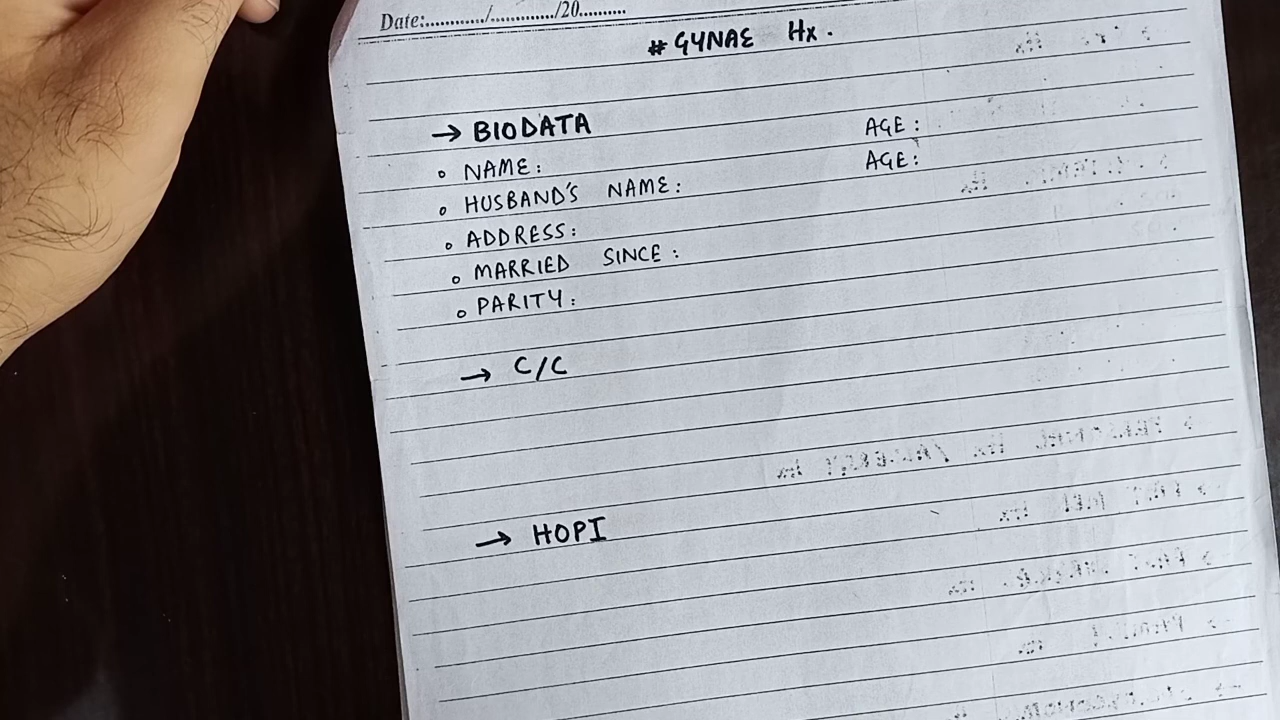 Date:............/............./20..........
# GYNAE Hx.
→ BIODATA
• NAME: AGE:
• HUSBAND'S NAME: AGE:
• ADDRESS:
• MARRIED SINCE:
• PARITY:
→ C/C
→ HOPI